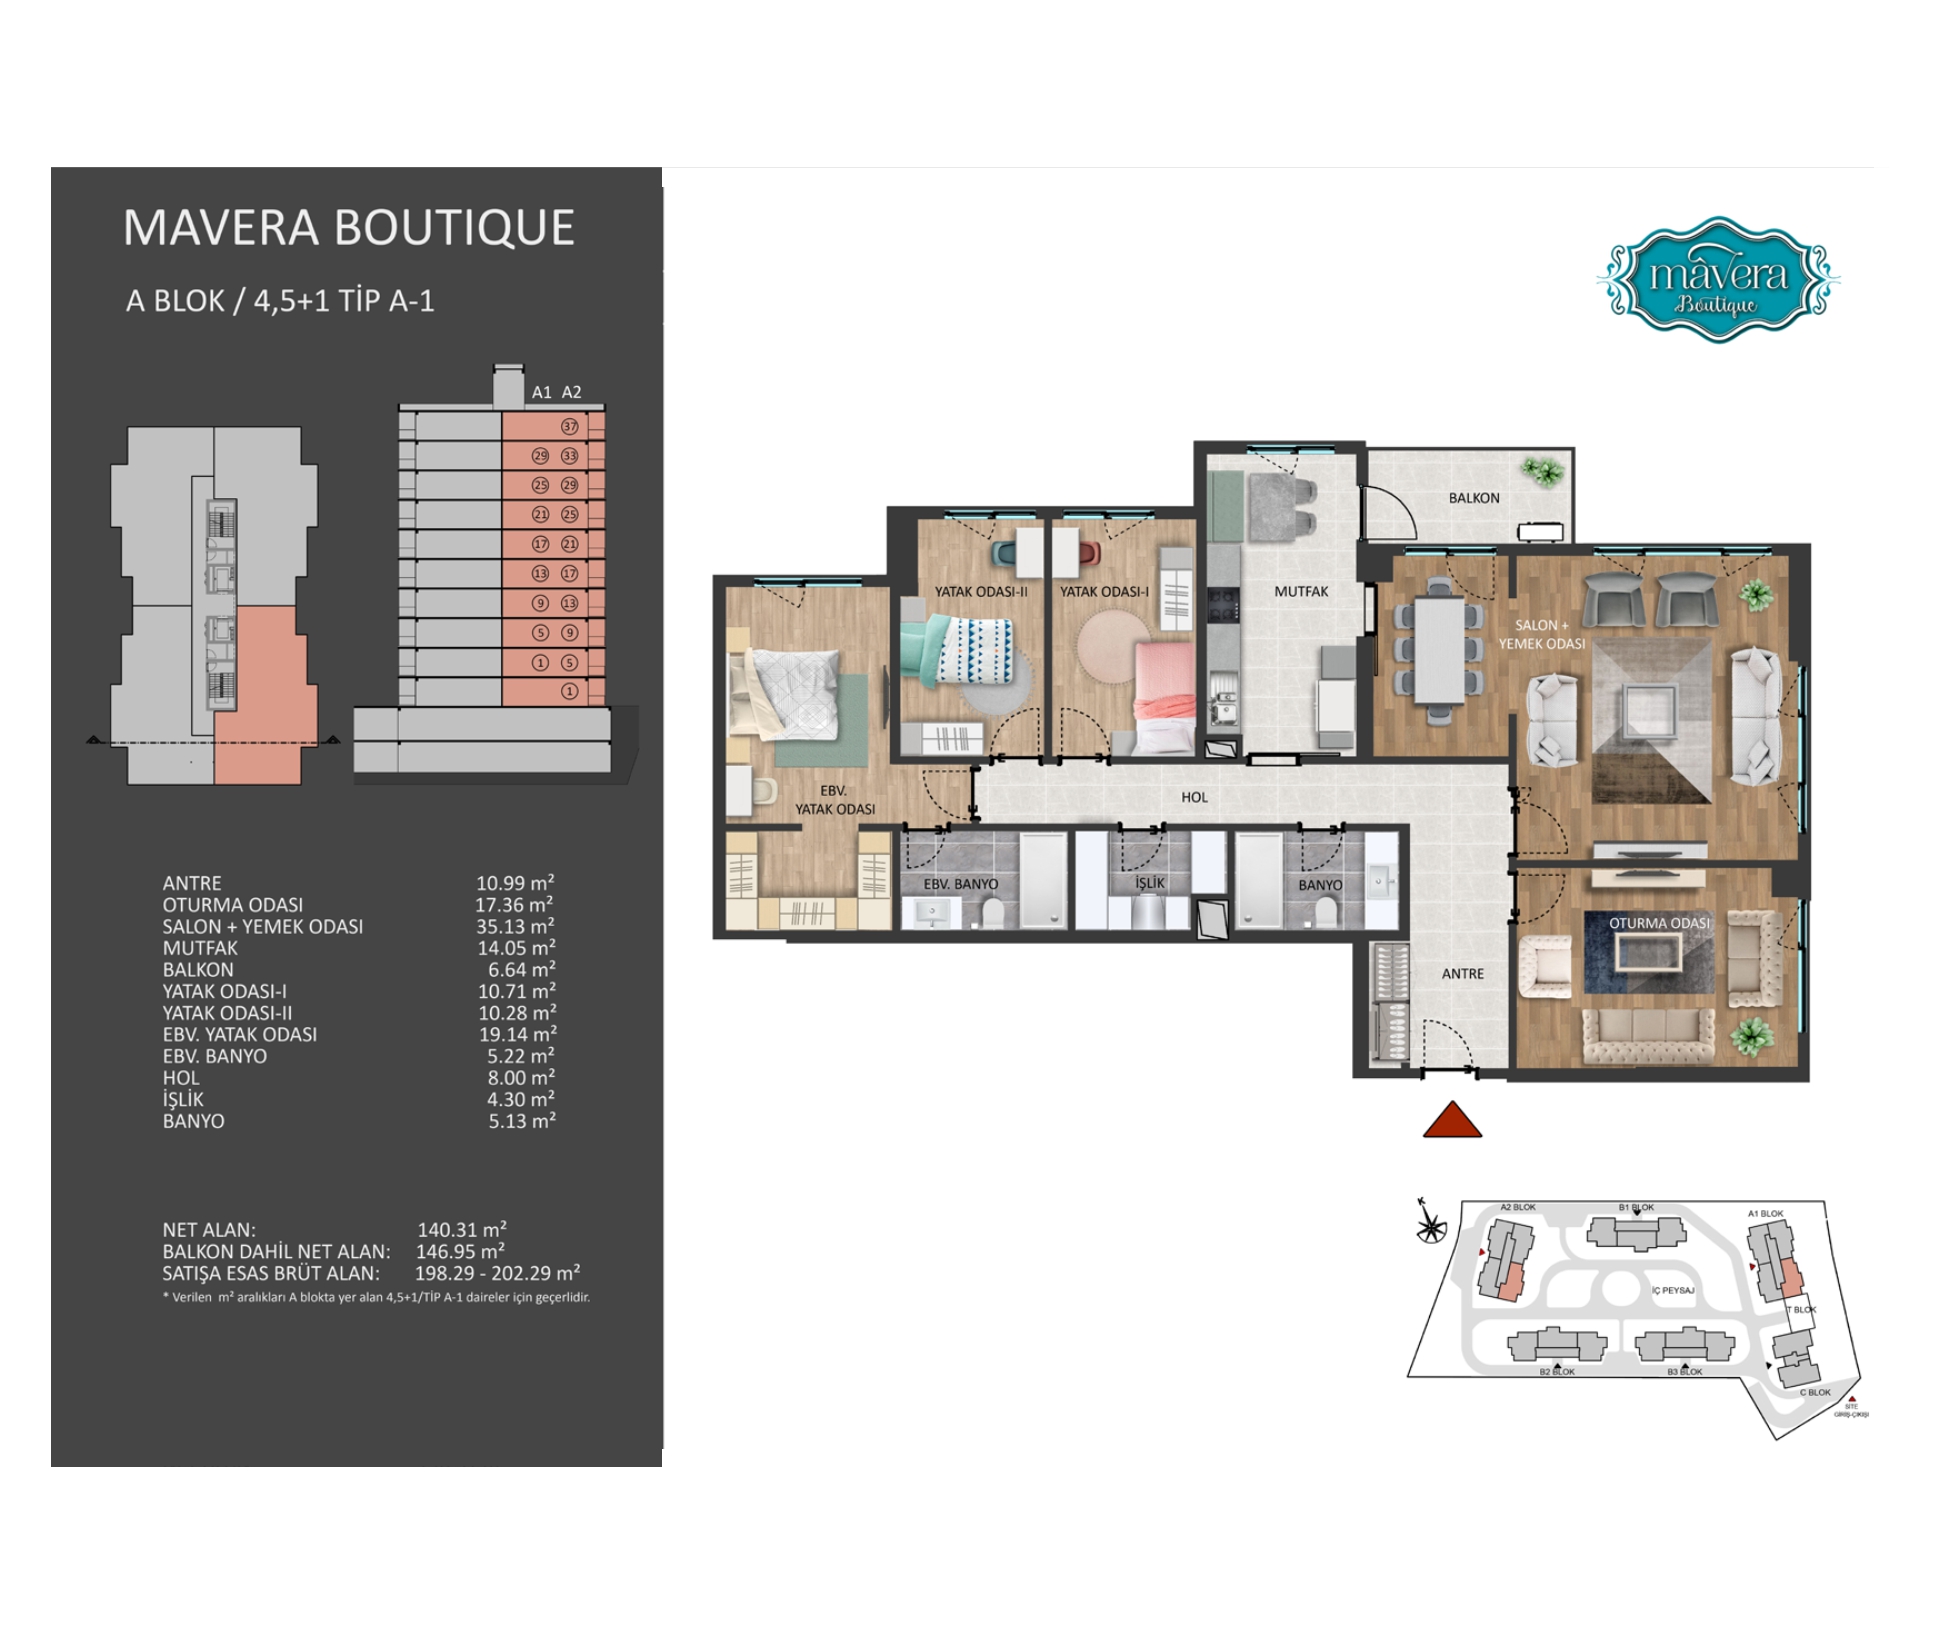 MAVERA BOUTIQUE
A BLOK / 4,5+1 TİP A-1
A1 A2
37
29 33
25 29
21 25
17 21
13 17
9 13
5 9
1 5
1
ANTRE 10.99 m²
OTURMA ODASI 17.36 m²
SALON + YEMEK ODASI 35.13 m²
MUTFAK 14.05 m²
BALKON 6.64 m²
YATAK ODASI-I 10.71 m²
YATAK ODASI-II 10.28 m²
EBV. YATAK ODASI 19.14 m²
EBV. BANYO 5.22 m²
HOL 8.00 m²
İŞLİK 4.30 m²
BANYO 5.13 m²
NET ALAN: 140.31 m²
BALKON DAHİL NET ALAN: 146.95 m²
SATIŞA ESAS BRÜT ALAN: 198.29 - 202.29 m²
* Verilen m² aralıkları A blokta yer alan 4,5+1/TİP A-1 daireler için geçerlidir.
mâvera
Boutique
BALKON
YATAK ODASI-II
YATAK ODASI-I
MUTFAK
SALON +
YEMEK ODASI
EBV.
YATAK ODASI
HOL
EBV. BANYO
İŞLİK
BANYO
OTURMA ODASI
ANTRE
K
A2 BLOK
B1 BLOK
A1 BLOK
İÇ PEYSAJ
T BLOK
B2 BLOK
B3 BLOK
C BLOK
SİTE
GİRİŞ-ÇIKIŞI